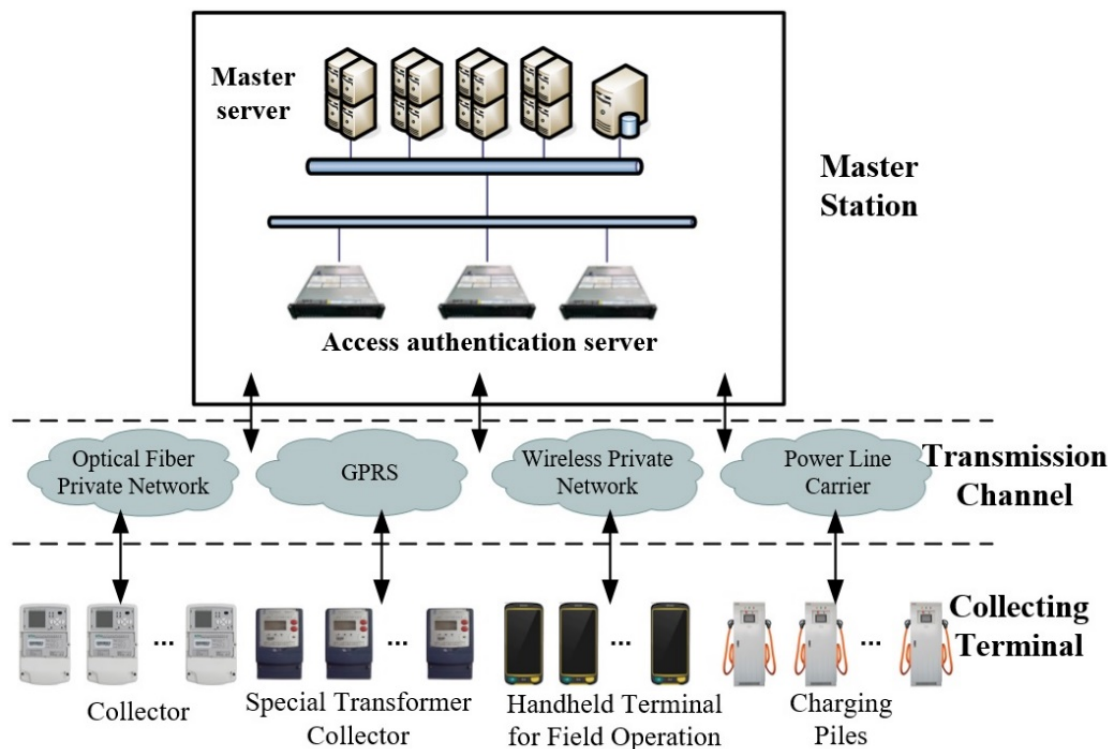 Master
server
Master
Station
Access authentication server
Optical Fiber
Private Network
GPRS
Wireless Private
Network
Power Line
Carrier
Transmission
Channel
...
...
...
...
Collecting
Terminal
Collector
Special Transformer
Collector
Handheld Terminal
for Field Operation
Charging
Piles